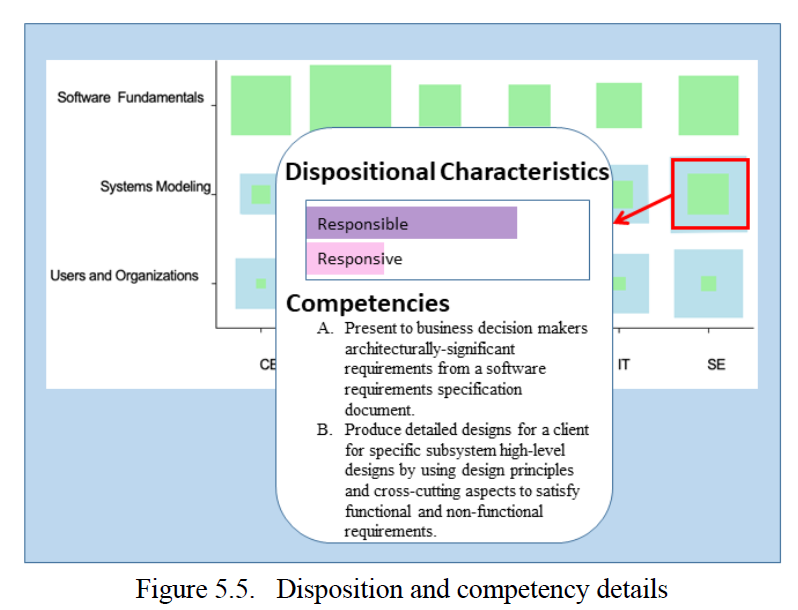 Software Fundamentals
Systems Modeling
Users and Organizations
CE
IT
SE
Dispositional Characteristics
Responsible
Responsive
Competencies
A. Present to business decision makers
architecturally-significant
requirements from a software
requirements specification
document.
B. Produce detailed designs for a client
for specific subsystem high-level
designs by using design principles
and cross-cutting aspects to satisfy
functional and non-functional
requirements.
Figure 5.5. Disposition and competency details